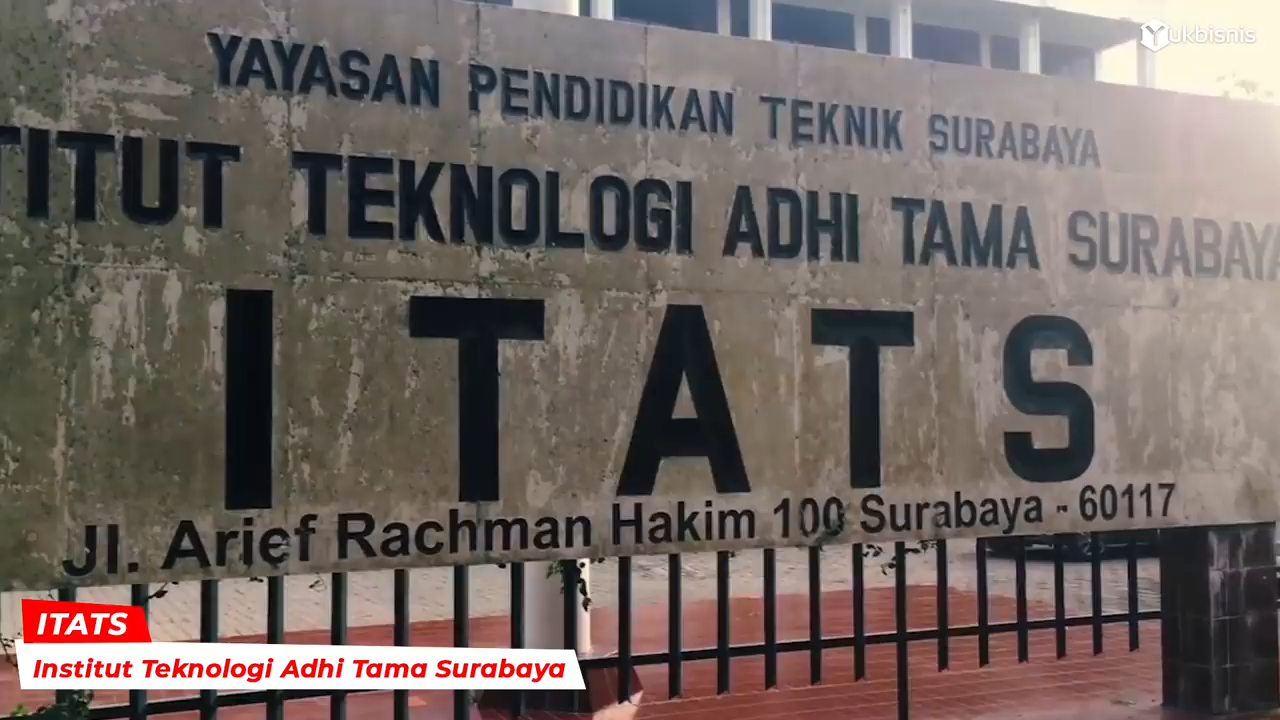 ukbisnis
YAYASAN PENDIDIKAN TEKNIK SURABAYA
TITUT TEKNOLOGI ADHI TAMA SURABAYA
ITATS
Jl. Arief Rachman Hakim 100 Surabaya - 60117
ITATS
Institut Teknologi Adhi Tama Surabaya